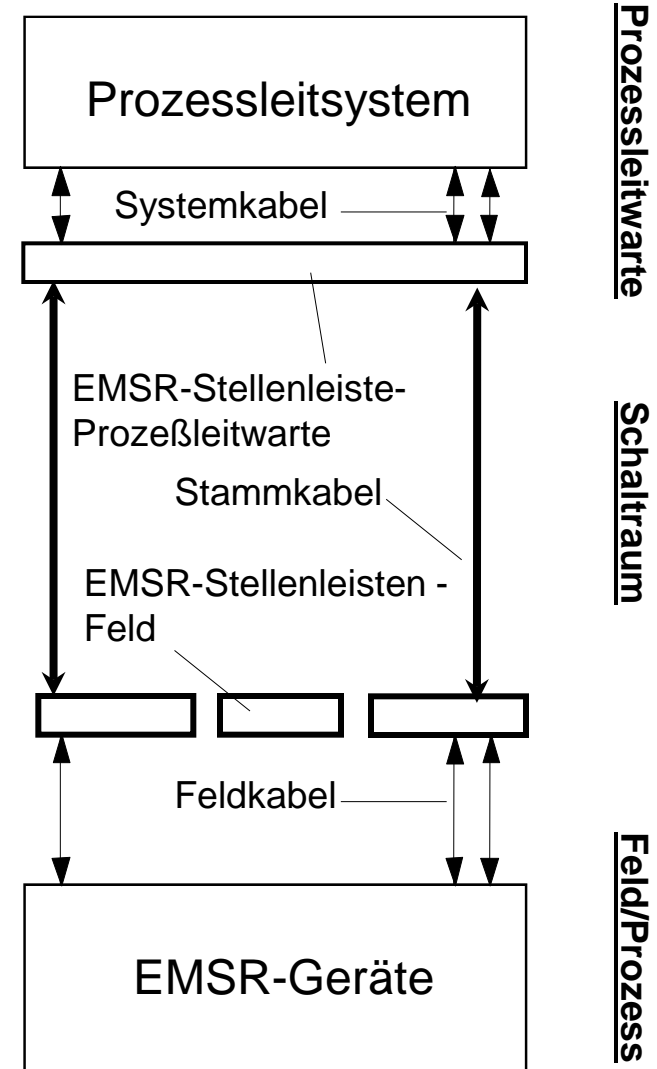 Prozessleitsystem
Systemkabel
EMSR-Stellenleiste-
Prozeßleitwarte
Stammkabel
EMSR-Stellenleisten -
Feld
Feldkabel
EMSR-Geräte
Prozessleitwarte
Schaltraum
Feld/Prozess